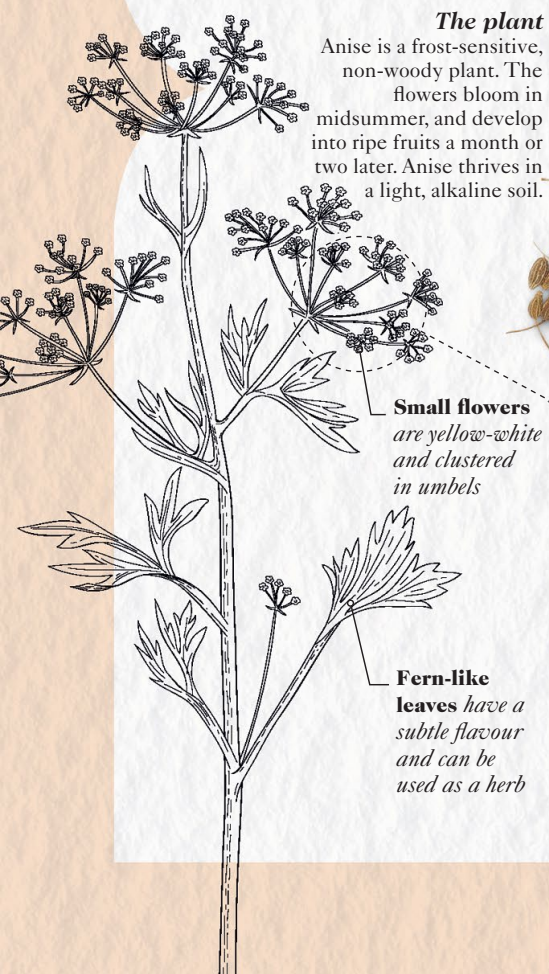 The plant
Anise is a frost-sensitive,
non-woody plant. The
flowers bloom in
midsummer, and develop
into ripe fruits a month or
two later. Anise thrives in
a light, alkaline soil.
Small flowers
are yellow-white
and clustered
in umbels
Fern-like
leaves have a
subtle flavour
and can be
used as a herb